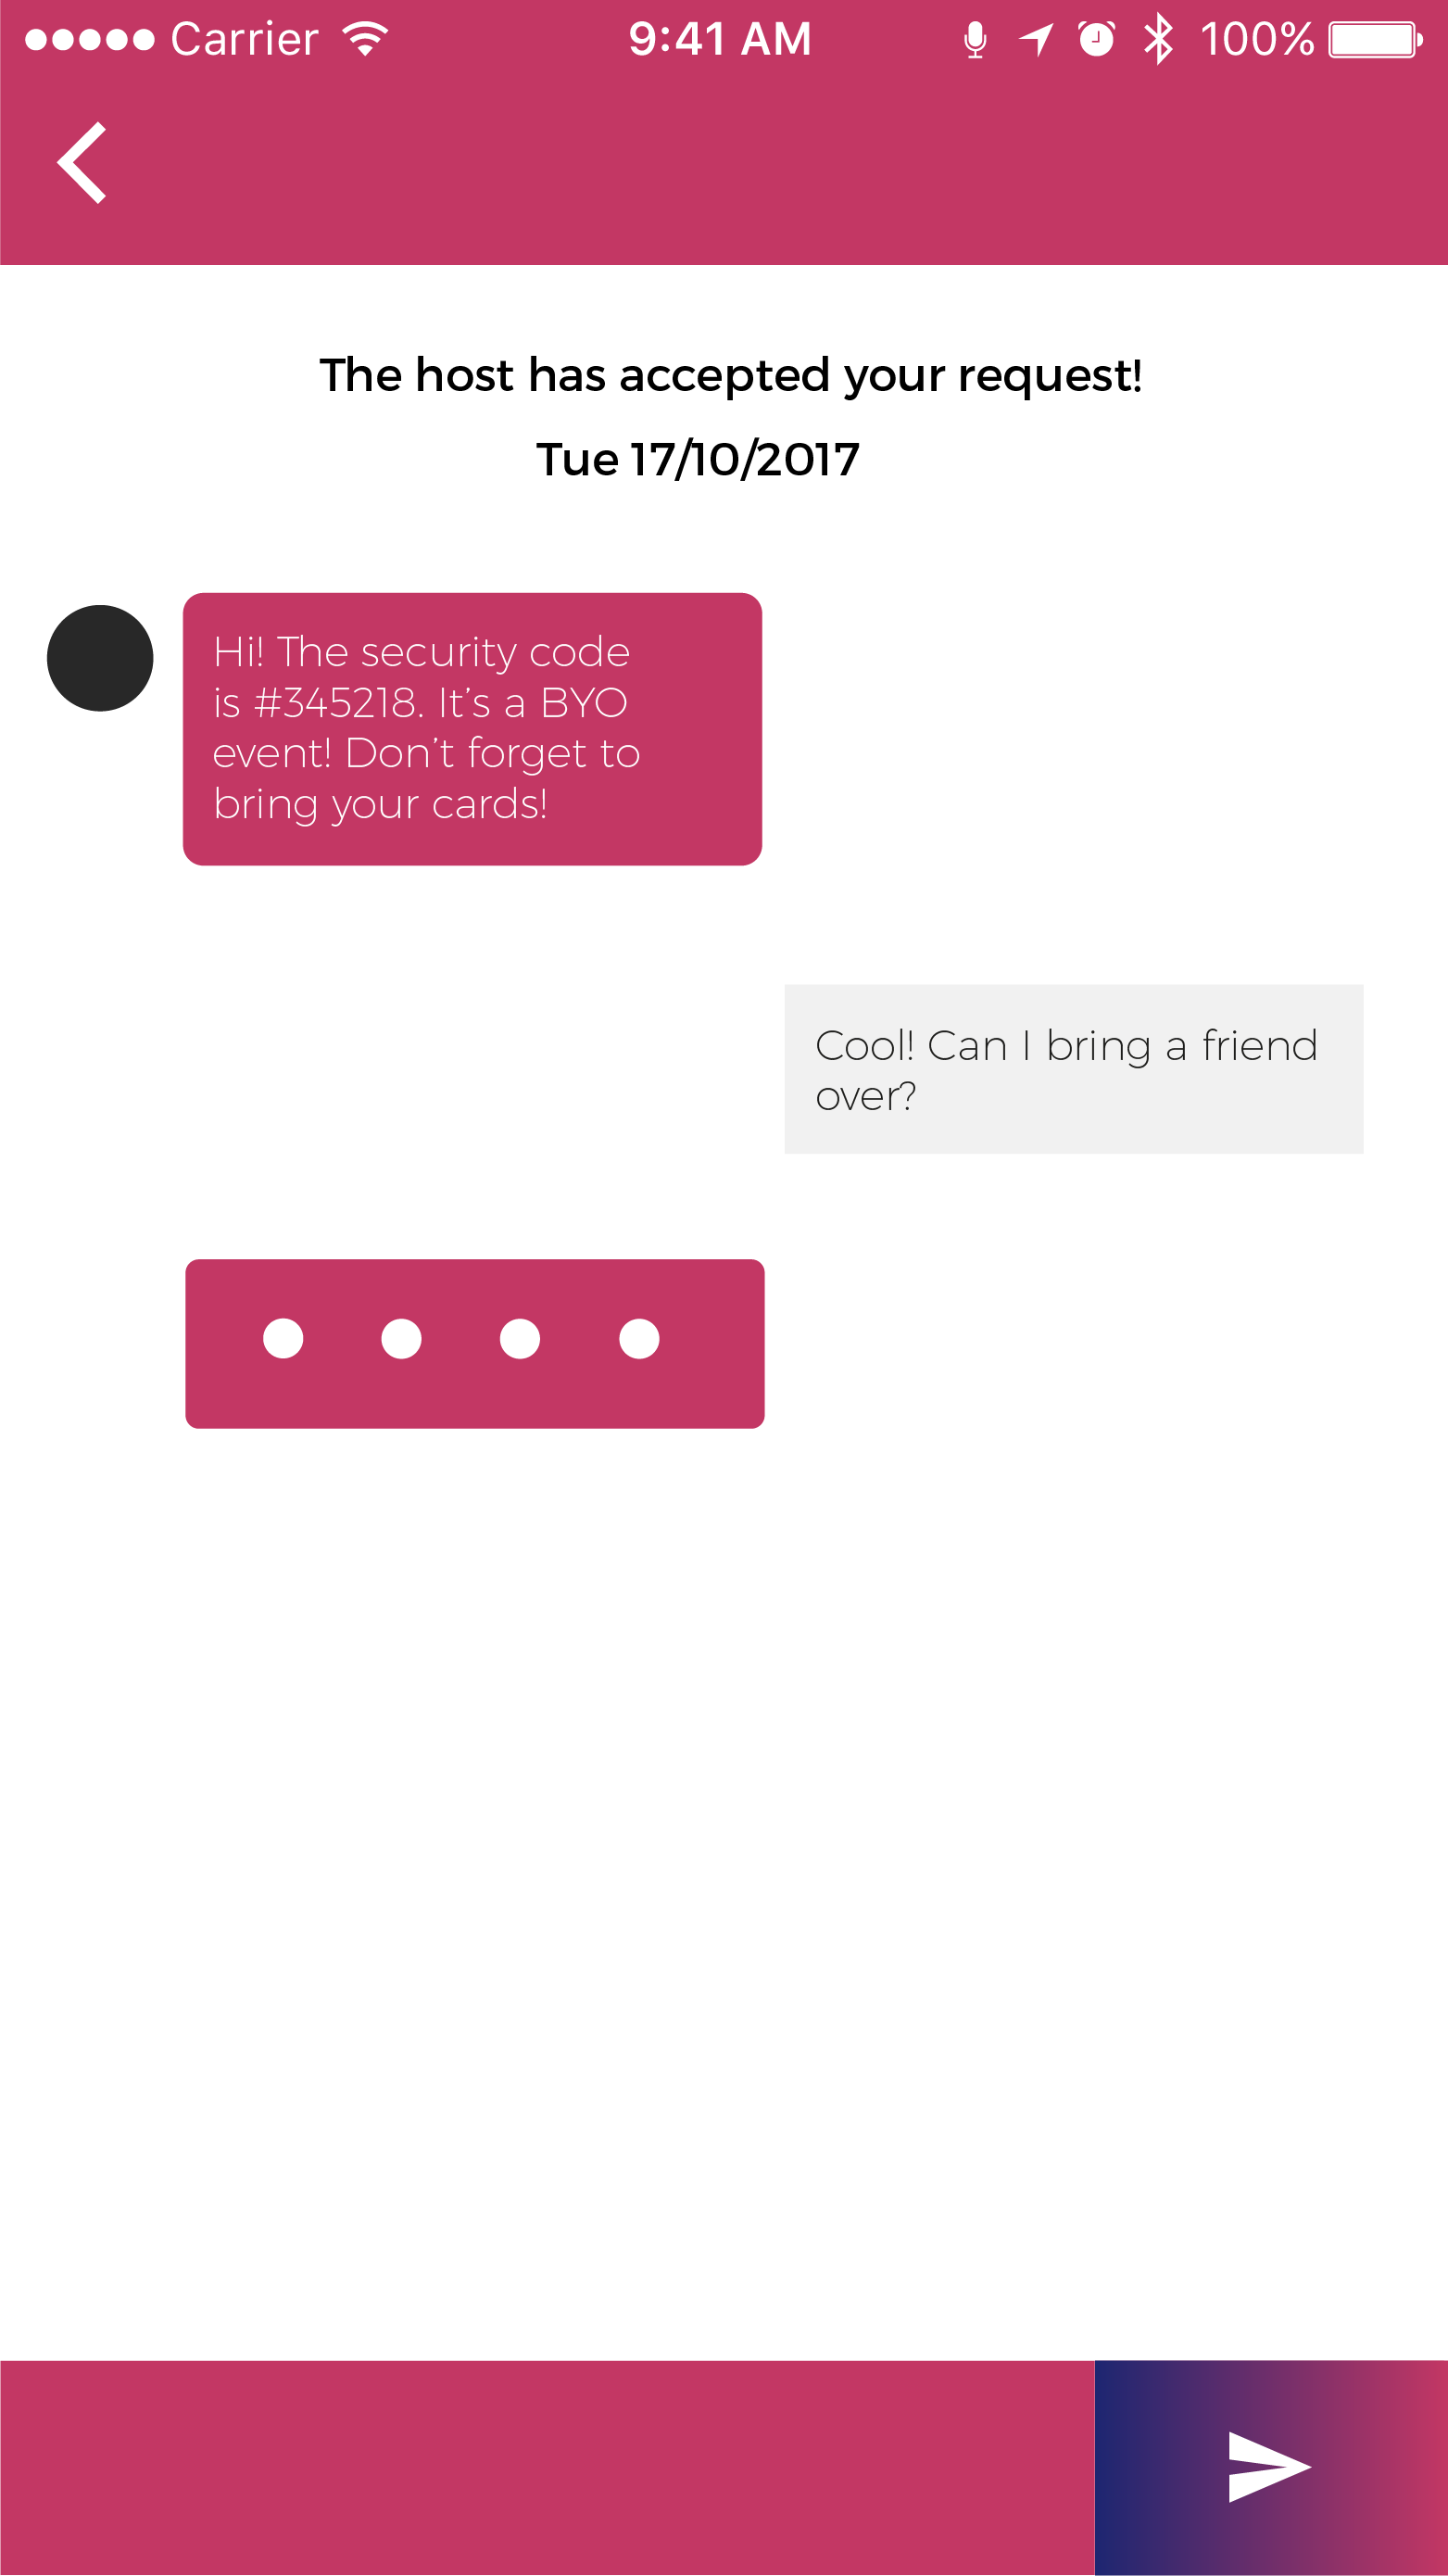 Carrier 9:41 AM 100%
The host has accepted your request!
Tue 17/10/2017
Hi! The security code
is #345218. It’s a BYO
event! Don’t forget to
bring your cards!
Cool! Can I bring a friend
over?